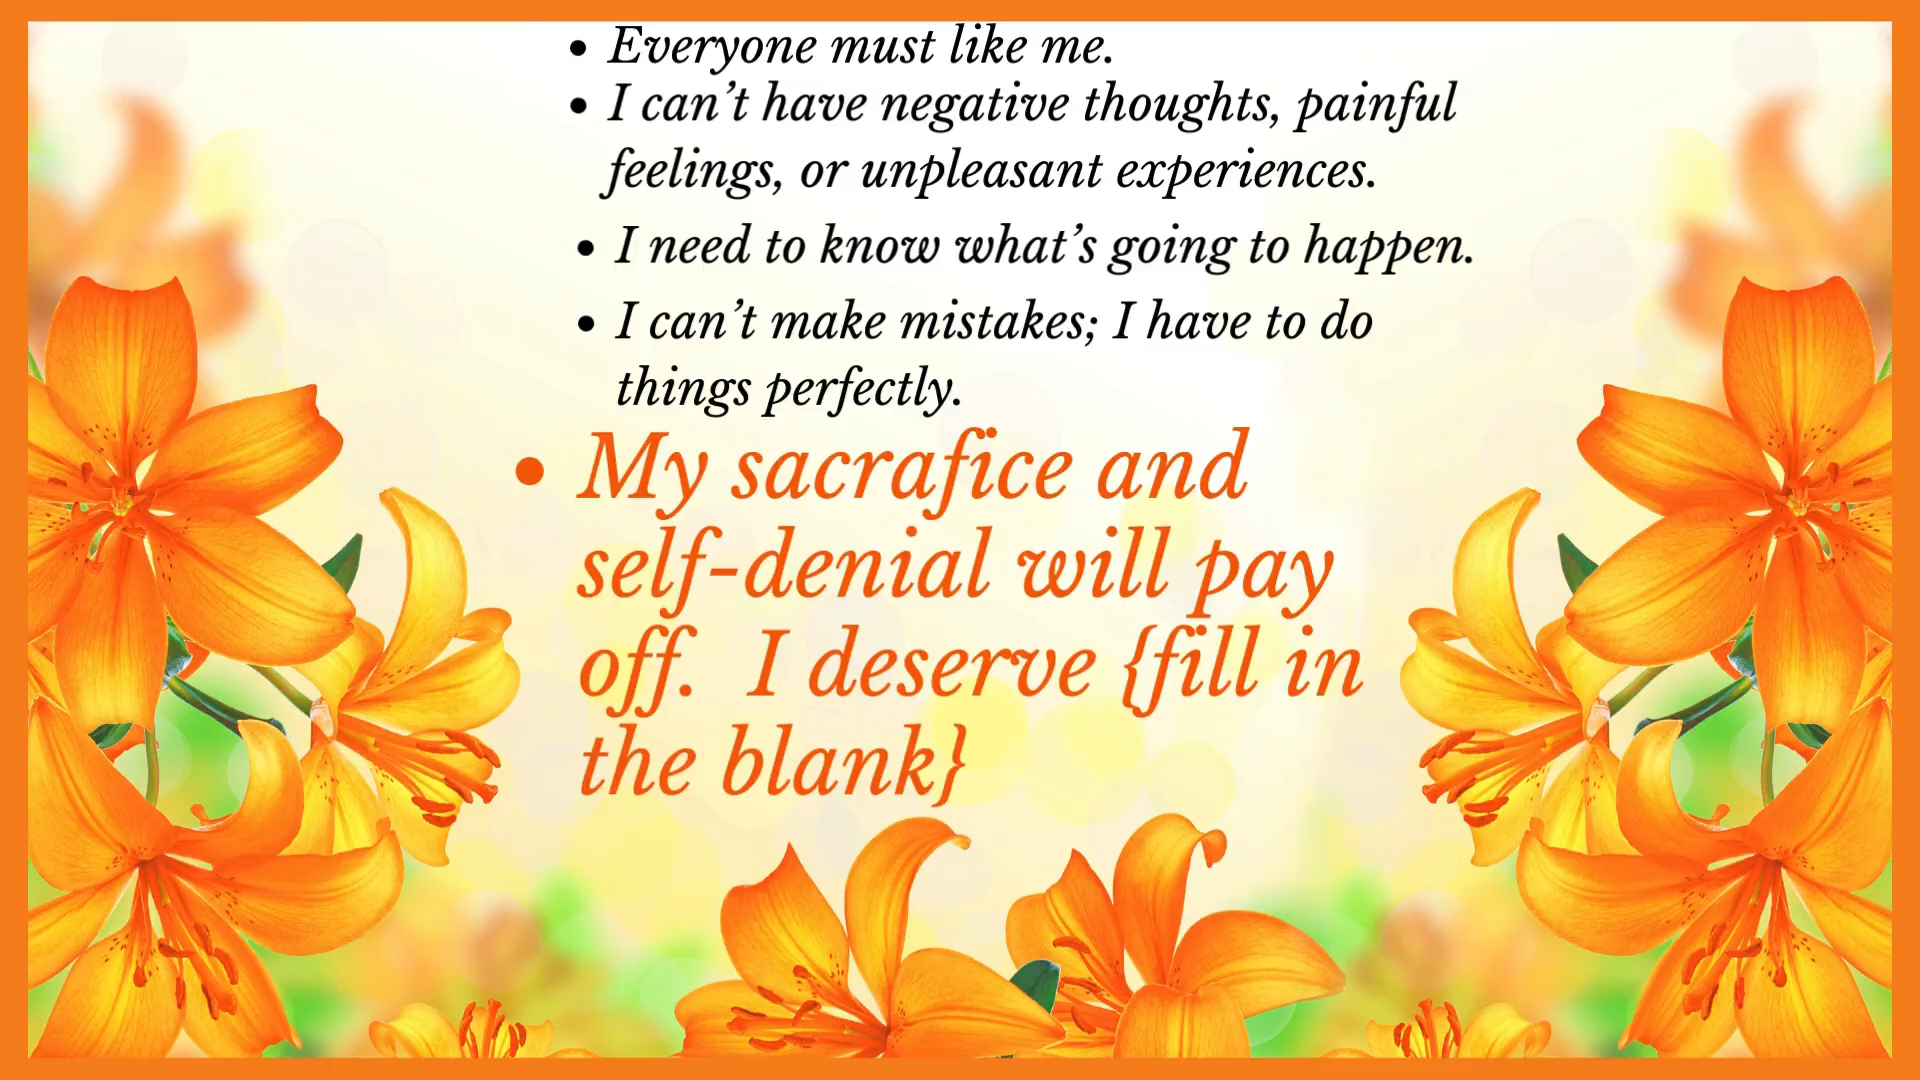 • Everyone must like me.
• I can’t have negative thoughts, painful
feelings, or unpleasant experiences.
• I need to know what’s going to happen.
• I can’t make mistakes; I have to do
things perfectly.
• My sacrafice and
self-denial will pay
off. I deserve {fill in
the blank}